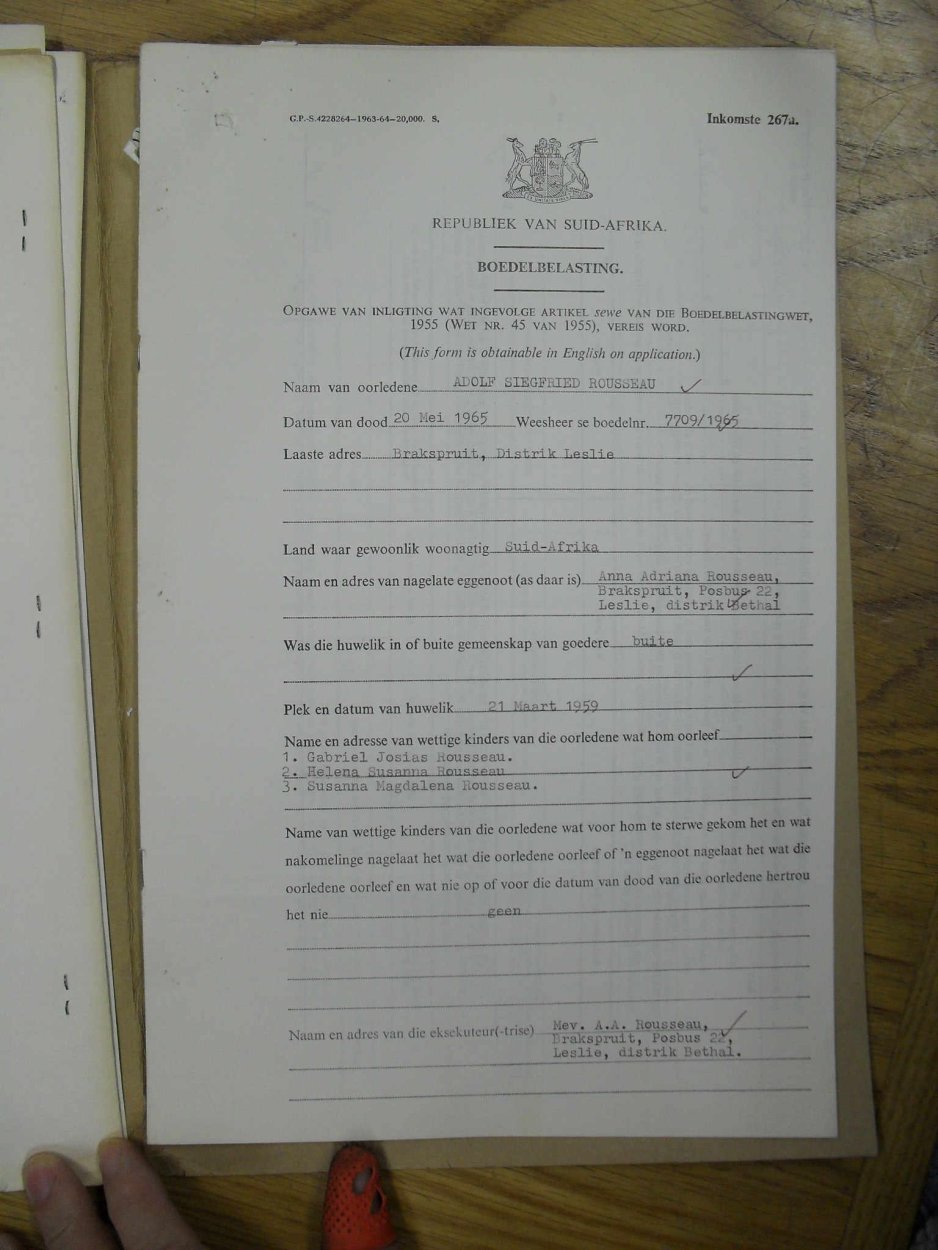 G.P.-S.4228264—1963-64—20,000. S.
Inkomste 267a.
REPUBLIEK VAN SUID-AFRIKA.
BOEDELBELASTING.
OPGAWE VAN INLIGTING WAT INGEVOLGE ARTIKEL sewe VAN DIE BOEDELBELASTINGWET,
1955 (WET NR. 45 VAN 1955), VEREIS WORD.
(This form is obtainable in English on application.)
Naam van oorledene ADOLF SIEGFRIED ROUSSEAU
Datum van dood 20 Mei 1965 Weesheer se boedelnr. 7709/1965
Laaste adres Brakspruit, Distrik Leslie
Land waar gewoonlik woonagtig Suid-Afrika
Naam en adres van nagelate eggenoot (as daar is) Anna Adriana Rousseau,
Brakspruit, Posbus 22,
Leslie, distrik Bethal
Was die huwelik in of buite gemeenskap van goedere buite
Plek en datum van huwelik 21 Maart 1959
Name en adresse van wettige kinders van die oorledene wat hom oorleef
1. Gabriel Josias Rousseau.
2. Helena Susanna Rousseau
3. Susanna Magdalena Rousseau.
Name van wettige kinders van die oorledene wat voor hom te sterwe gekom het en wat
nakomelinge nagelaat het wat die oorledene oorleef of 'n eggenoot nagelaat het wat die
oorledene oorleef en wat nie op of voor die datum van dood van die oorledene hertrou
het nie geen
Naam en adres van die eksekuteur(-trise) Mev. A.A. Rousseau,
Brakspruit, Posbus 22,
Leslie, distrik Bethal.